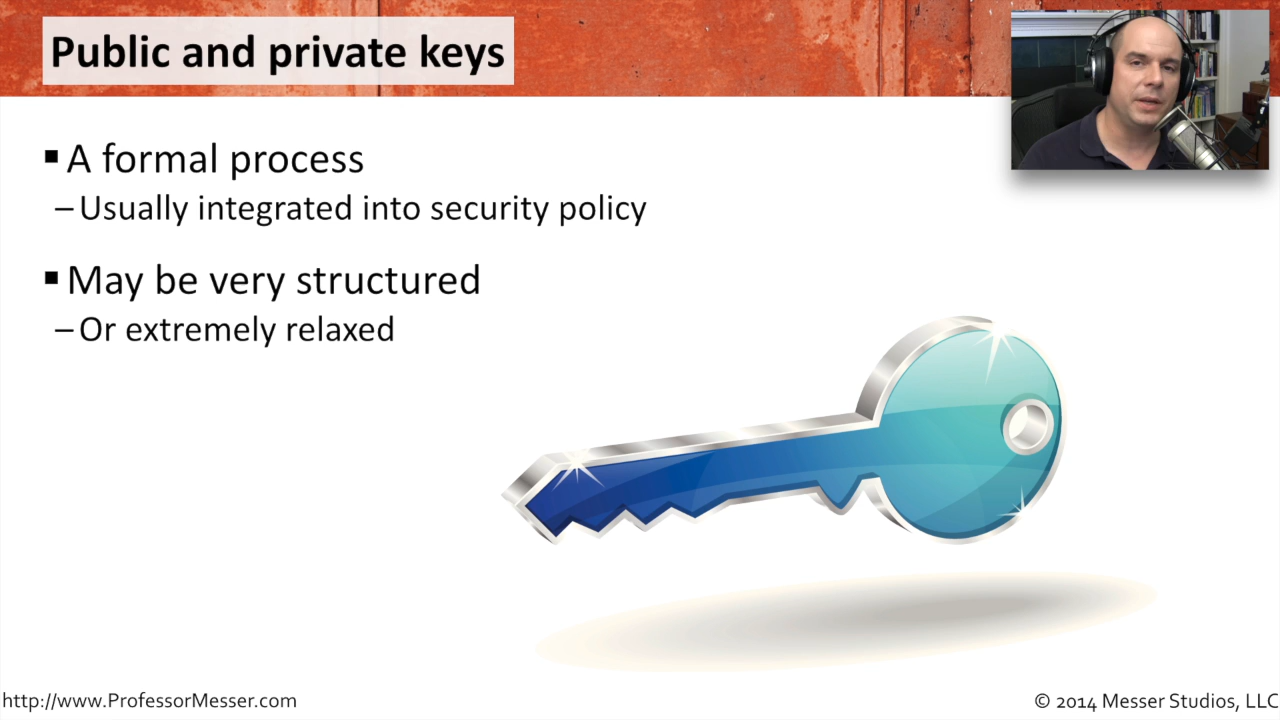 Public and private keys
▪ A formal process
– Usually integrated into security policy
▪ May be very structured
– Or extremely relaxed
http://www.ProfessorMesser.com
© 2014 Messer Studios, LLC